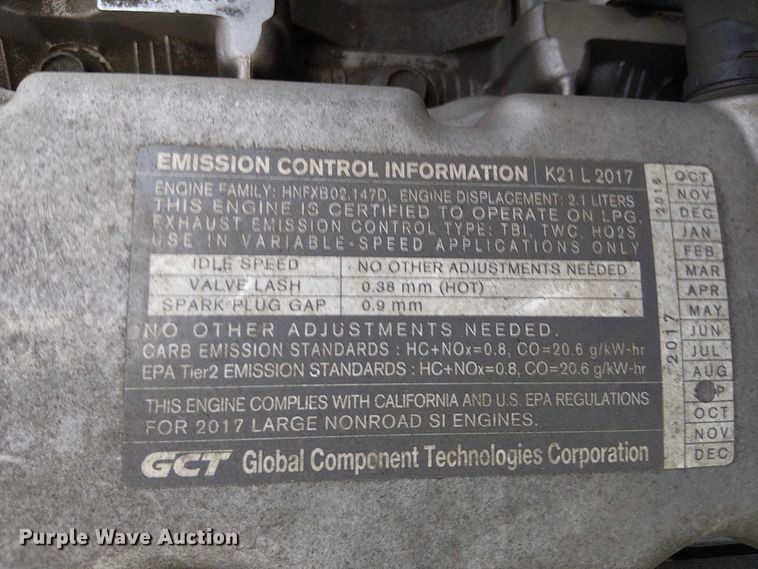 EMISSION CONTROL INFORMATION K21 L 2017
ENGINE FAMILY: HNFXB02.147D, ENGINE DISPLACEMENT: 2.1 LITERS
THIS ENGINE IS CERTIFIED TO OPERATE ON LPG.
EXHAUST EMISSION CONTROL TYPE: TBI, TWC, HO2S
USE IN VARIABLE-SPEED APPLICATIONS ONLY
IDLE SPEED NO OTHER ADJUSTMENTS NEEDED
VALVE LASH 0.38 mm (HOT)
SPARK PLUG GAP 0.9 mm
NO OTHER ADJUSTMENTS NEEDED.
CARB EMISSION STANDARDS : HC+NOx=0.8, CO=20.6 g/kW-hr
EPA Tier2 EMISSION STANDARDS : HC+NOx=0.8, CO=20.6 g/kW-hr
THIS ENGINE COMPLIES WITH CALIFORNIA AND U.S. EPA REGULATIONS
FOR 2017 LARGE NONROAD SI ENGINES.
GCT Global Component Technologies Corporation
2016
OCT
NOV
DEC
2017
JAN
FEB
MAR
APR
MAY
JUN
JUL
AUG
SEP
OCT
NOV
DEC
Purple Wave Auction